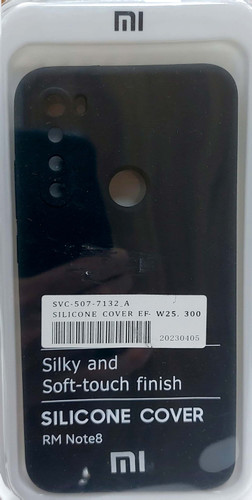 mi
SVC-507-7132_A
SILICONE COVER EF- W25. 300
20230405
Silky and
Soft-touch finish
SILICONE COVER
RM Note8
mi